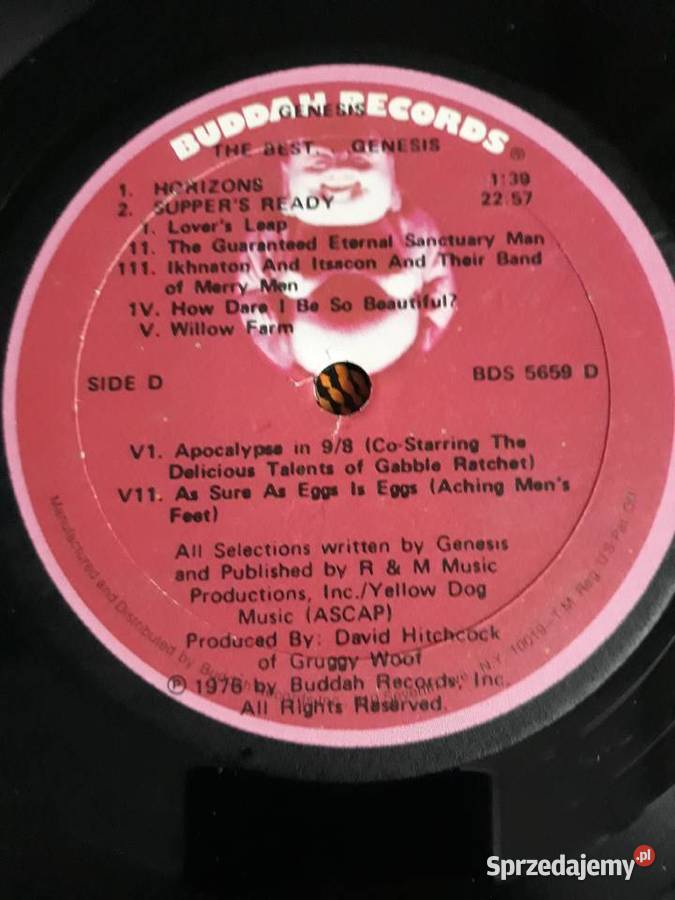 BUDDAH RECORDS
GENESIS
THE BEST. GENESIS
1. HORIZONS 1:39
2. SUPPER'S READY 22:57
1. Lover's Leap
11. The Guaranteed Eternal Sanctuary Man
111. Ikhnaton And Itsacon And Their Band
of Merry Men
1V. How Dare I Be So Beautiful?
V. Willow Farm
SIDE D BDS 5659 D
V1. Apocalypse in 9/8 (Co-Starring The
Delicious Talents of Gabble Ratchet)
V11. As Sure As Eggs Is Eggs (Aching Men's
Feet)
All Selections written by Genesis
and Published by R & M Music
Productions, Inc./Yellow Dog
Music (ASCAP)
Produced By: David Hitchcock
of Gruggy Woof
℗ 1976 by Buddah Records, Inc.
All Rights Reserved.
Manufactured and Distributed by Buddah N.Y. 10019-T.M. Reg. U.S. Pat. Off
Sprzedajemy.pl